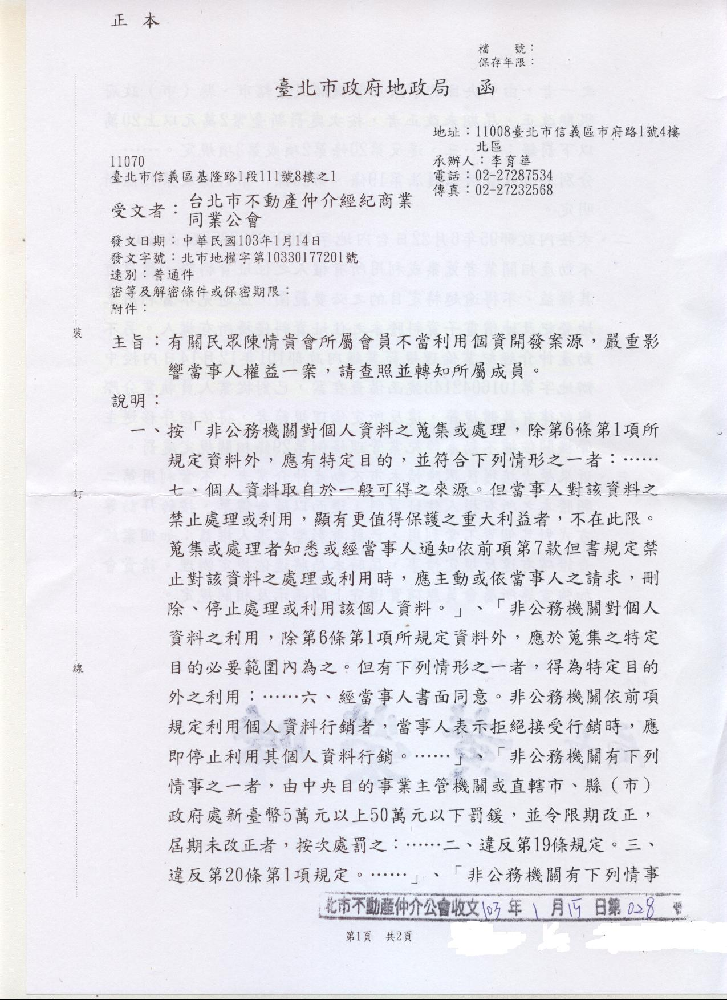 正本
檔　　號：
保存年限：
臺北市政府地政局　函
地址：11008臺北市信義區市府路1號4樓
北區
承辦人：李育華
電話：02-27287534
傳真：02-27232568
11070
臺北市信義區基隆路1段111號8樓之1
受文者：台北市不動產仲介經紀商業
同業公會
發文日期：中華民國103年1月14日
發文字號：北市地權字第10330177201號
速別：普通件
密等及解密條件或保密期限：
附件：
主旨：有關民眾陳情貴會所屬會員不當利用個資開發案源，嚴重影
響當事人權益一案，請查照並轉知所屬成員。
說明：
一、按「非公務機關對個人資料之蒐集或處理，除第6條第1項所
規定資料外，應有特定目的，並符合下列情形之一者：……
七、個人資料取自於一般可得之來源。但當事人對該資料之
禁止處理或利用，顯有更值得保護之重大利益者，不在此限。
蒐集或處理者知悉或經當事人通知依前項第7款但書規定禁
止對該資料之處理或利用時，應主動或依當事人之請求，刪
除、停止處理或利用該個人資料。」、「非公務機關對個人
資料之利用，除第6條第1項所規定資料外，應於蒐集之特定
目的必要範圍內為之。但有下列情形之一者，得為特定目的
外之利用：……六、經當事人書面同意。非公務機關依前項
規定利用個人資料行銷者，當事人表示拒絕接受行銷時，應
即停止利用其個人資料行銷。……」、「非公務機關有下列
情事之一者，由中央目的事業主管機關或直轄市、縣（市）
政府處新臺幣5萬元以上50萬元以下罰鍰，並令限期改正，
屆期未改正者，按次處罰之：……二、違反第19條規定。三、
違反第20條第1項規定。……」、「非公務機關有下列情事
裝
訂
線
北市不動產仲介公會收文103年1月15日第028號
第1頁　共2頁